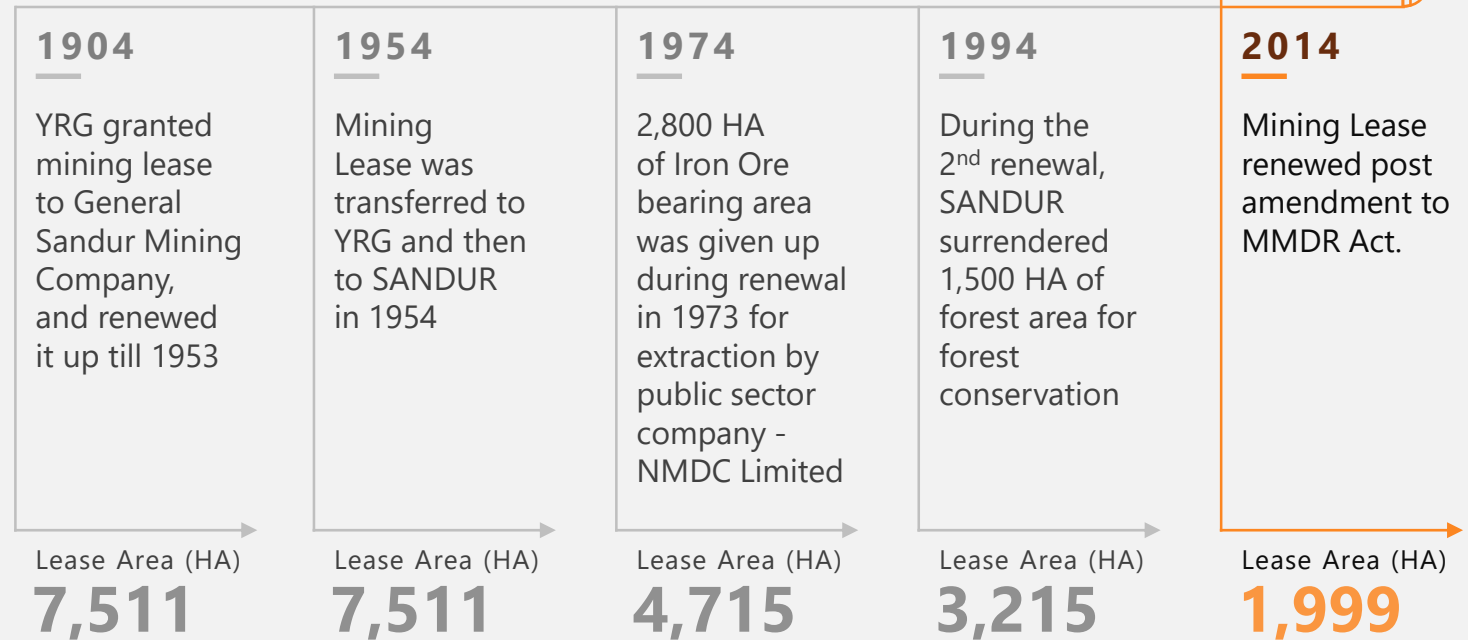 1904
YRG granted
mining lease
to General
Sandur Mining
Company,
and renewed
it up till 1953
Lease Area (HA)
7,511
1954
Mining
Lease was
transferred to
YRG and then
to SANDUR
in 1954
Lease Area (HA)
7,511
1974
2,800 HA
of Iron Ore
bearing area
was given up
during renewal
in 1973 for
extraction by
public sector
company -
NMDC Limited
Lease Area (HA)
4,715
1994
During the
2nd renewal,
SANDUR
surrendered
1,500 HA of
forest area for
forest
conservation
Lease Area (HA)
3,215
2014
Mining Lease
renewed post
amendment to
MMDR Act.
Lease Area (HA)
1,999